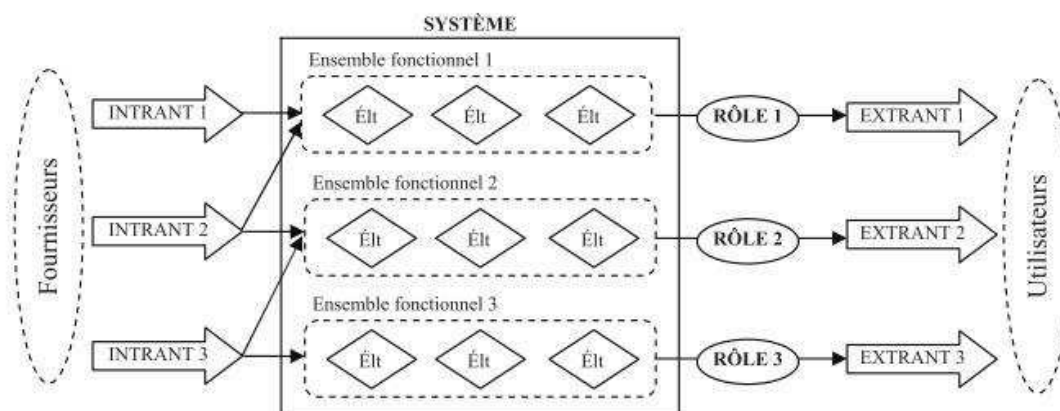 SYSTÈME
Ensemble fonctionnel 1
Fournisseurs
INTRANT 1
Élt
Élt
Élt
RÔLE 1
EXTRANT 1
Utilisateurs
Ensemble fonctionnel 2
INTRANT 2
Élt
Élt
Élt
RÔLE 2
EXTRANT 2
Ensemble fonctionnel 3
INTRANT 3
Élt
Élt
Élt
RÔLE 3
EXTRANT 3